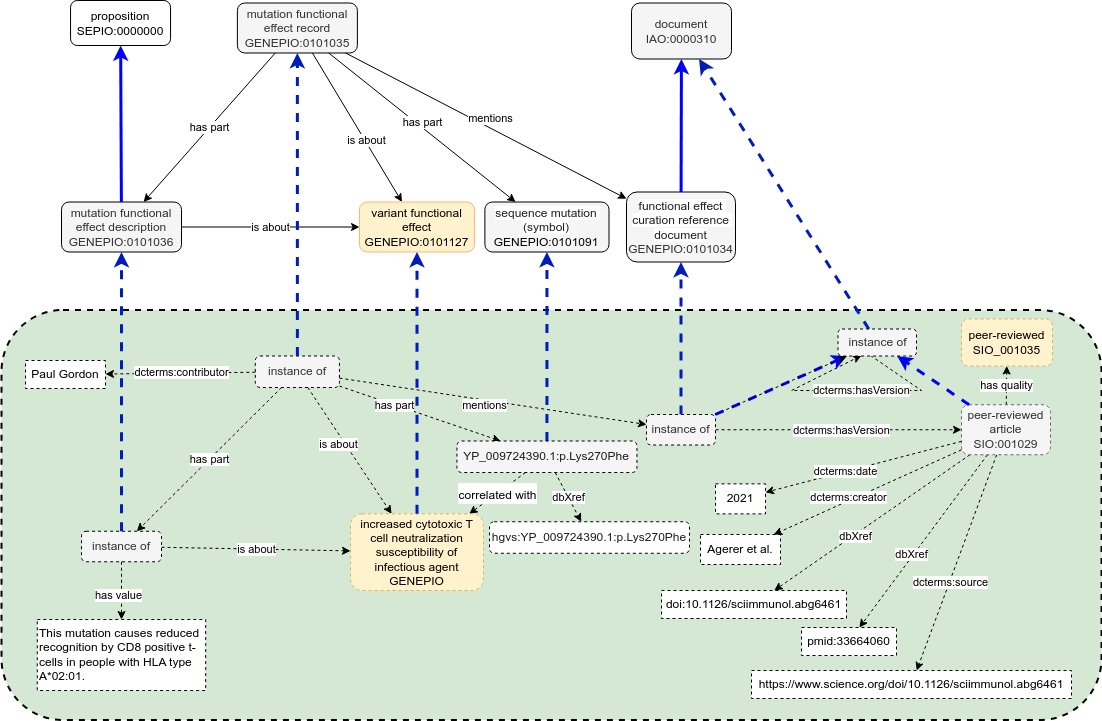 proposition
SEPIO:0000000
mutation functional
effect record
GENEPIO:0101035
document
IAO:0000310
has part
is about
has part
mentions
mutation functional
effect description
GENEPIO:0101036
is about
variant functional
effect
GENEPIO:0101127
sequence mutation
(symbol)
GENEPIO:0101091
functional effect
curation reference
document
GENEPIO:0101034
Paul Gordon
dcterms:contributor
instance of
instance of
peer-reviewed
SIO_001035
dcterms:hasVersion
has quality
has part
mentions
instance of
dcterms:hasVersion
peer-reviewed
article
SIO:001029
has part
is about
YP_009724390.1:p.Lys270Phe
correlated with
dbXref
dcterms:date
2021
dcterms:creator
instance of
is about
increased cytotoxic T
cell neutralization
susceptibility of
infectious agent
GENEPIO
hgvs:YP_009724390.1:p.Lys270Phe
Agerer et al.
dbXref
dbXref
dcterms:source
has value
doi:10.1126/sciimmunol.abg6461
This mutation causes reduced
recognition by CD8 positive t-
cells in people with HLA type
A*02:01.
pmid:33664060
https://www.science.org/doi/10.1126/sciimmunol.abg6461